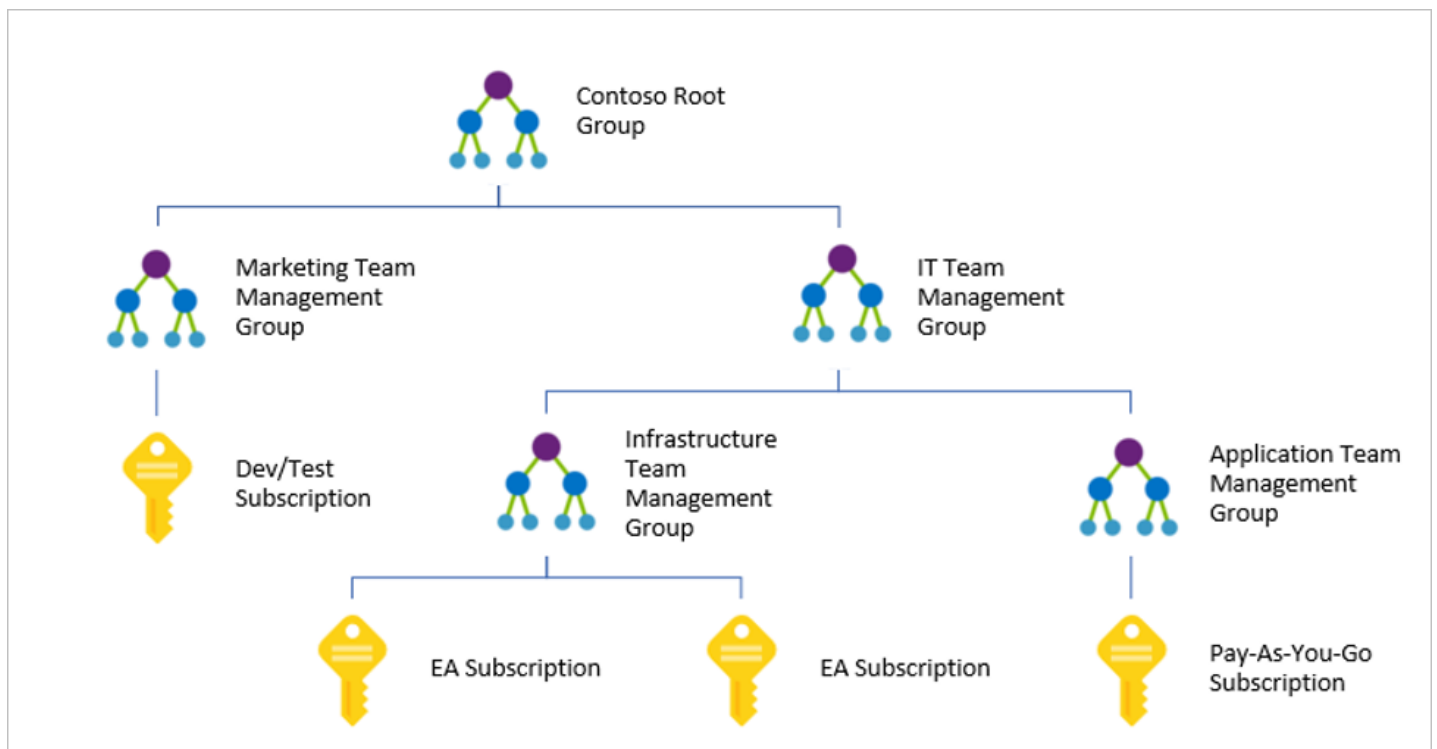 Contoso Root
Group
Marketing Team
Management
Group
IT Team
Management
Group
Dev/Test
Subscription
Infrastructure
Team
Management
Group
Application Team
Management
Group
EA Subscription
EA Subscription
Pay-As-You-Go
Subscription